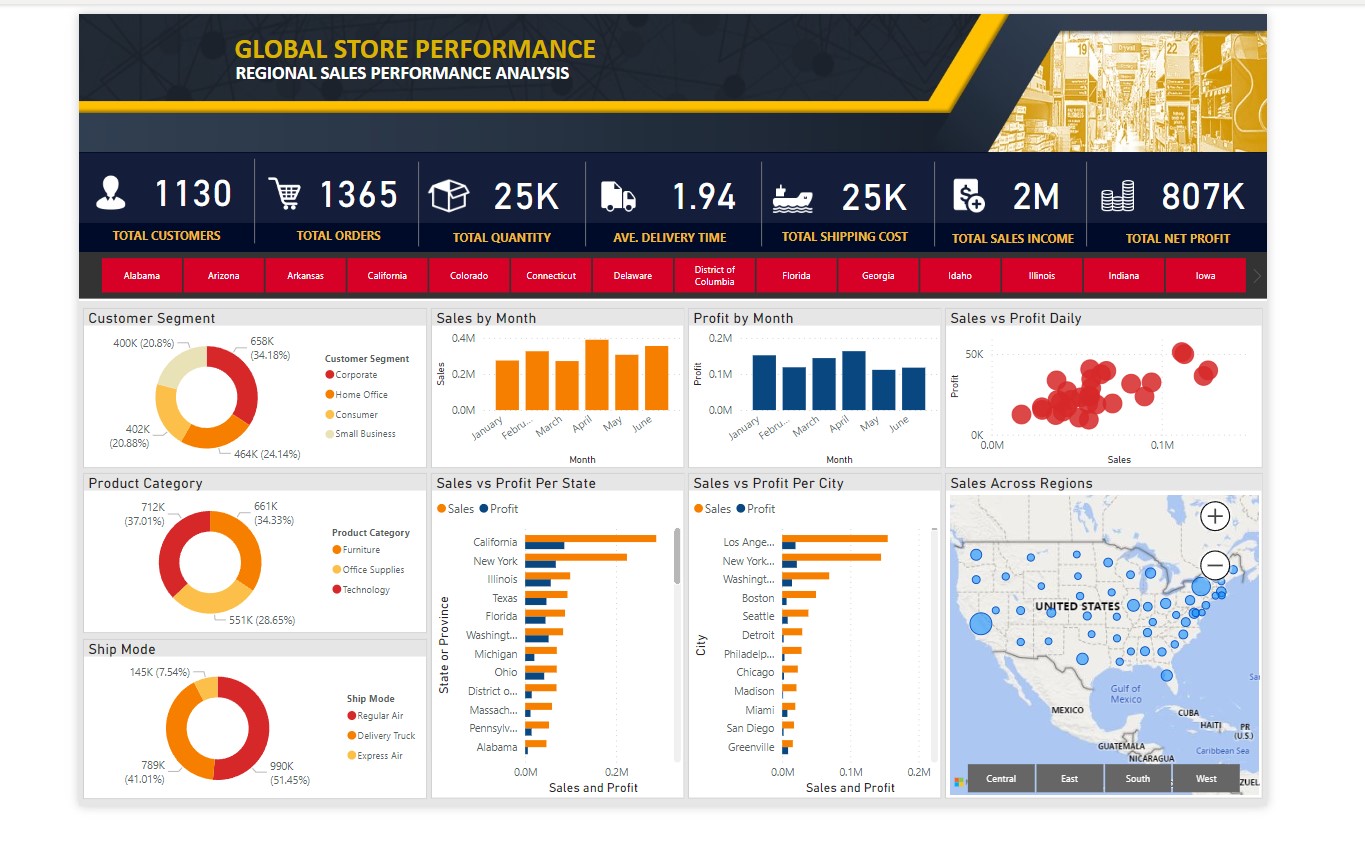 GLOBAL STORE PERFORMANCE
REGIONAL SALES PERFORMANCE ANALYSIS
19
22
1130
1365
25K
1.94
25K
2M
807K
TOTAL CUSTOMERS
TOTAL ORDERS
TOTAL QUANTITY
AVE. DELIVERY TIME
TOTAL SHIPPING COST
TOTAL SALES INCOME
TOTAL NET PROFIT
Alabama
Arizona
Arkansas
California
Colorado
Connecticut
Delaware
District of
Columbia
Florida
Georgia
Idaho
Illinois
Indiana
Iowa
Customer Segment
400K (20.8%)
658K
(34.18%)
402K
(20.88%)
464K (24.14%)
Customer Segment
Corporate
Home Office
Consumer
Small Business
Sales by Month
Sales
0.4M
0.2M
0.0M
January
Febru...
March
April
May
June
Month
Profit by Month
Profit
0.2M
0.1M
0.0M
January
Febru...
March
April
May
June
Month
Sales vs Profit Daily
Profit
50K
0K
0.0M
0.1M
Sales
Product Category
712K
(37.01%)
661K
(34.33%)
551K (28.65%)
Product Category
Furniture
Office Supplies
Technology
Ship Mode
145K (7.54%)
789K
(41.01%)
990K
(51.45%)
Ship Mode
Regular Air
Delivery Truck
Express Air
Sales vs Profit Per State
Sales
Profit
State or Province
California
New York
Illinois
Texas
Florida
Washingt...
Michigan
Ohio
District o...
Massach...
Pennsylv...
Alabama
0.0M
0.2M
Sales and Profit
Sales vs Profit Per City
Sales
Profit
City
Los Ange...
New York...
Washingt...
Boston
Seattle
Detroit
Philadelp...
Chicago
Madison
Miami
San Diego
Greenville
0.0M
0.1M
0.2M
Sales and Profit
Sales Across Regions
UNITED STATES
Gulf of
Mexico
MEXICO
CUBA
HAITI
PR
(U.S.)
GUATEMALA
NICARAGUA
Caribbean Sea
Sa
ZUEL
Central
East
South
West